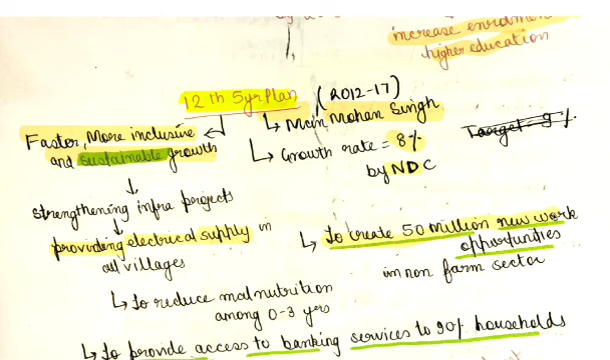 increase enrolment
higher education
12 th 5yr Plan (2012-17)
↳ Mcm Mohan Singh
Faster, More inclusive
and sustainable growth
↳ Growth rate = 8%
by NDC
Target = 9%
↓
strengthening infra projects
↓
providing electrical supply in
all villages
↳ to create 50 million new work
opportunities
in non farm sector
↳ to reduce malnutrition
among 0-3 yrs
↳ to provide access to banking services to 90% households